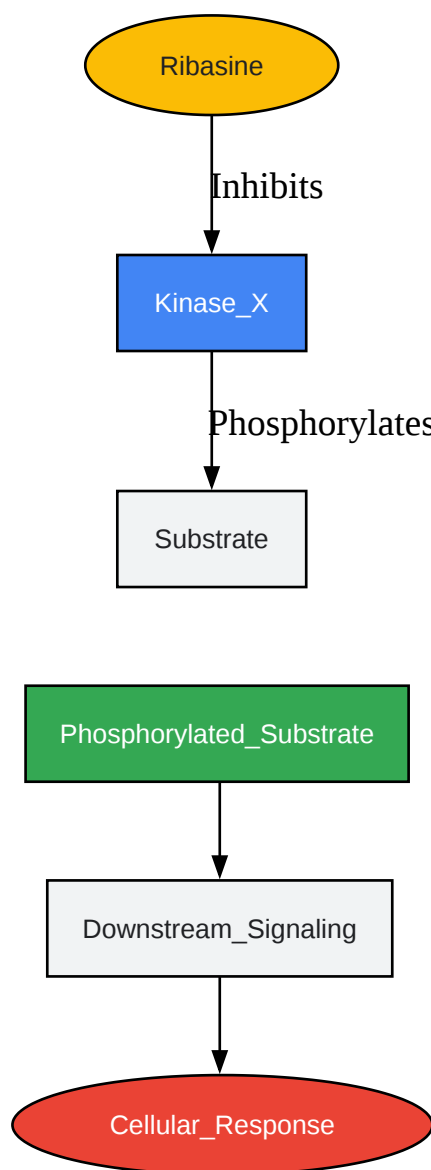 Ribasine
Inhibits
Kinase_X
Phosphorylates
Substrate
Phosphorylated_Substrate
Downstream_Signaling
Cellular_Response